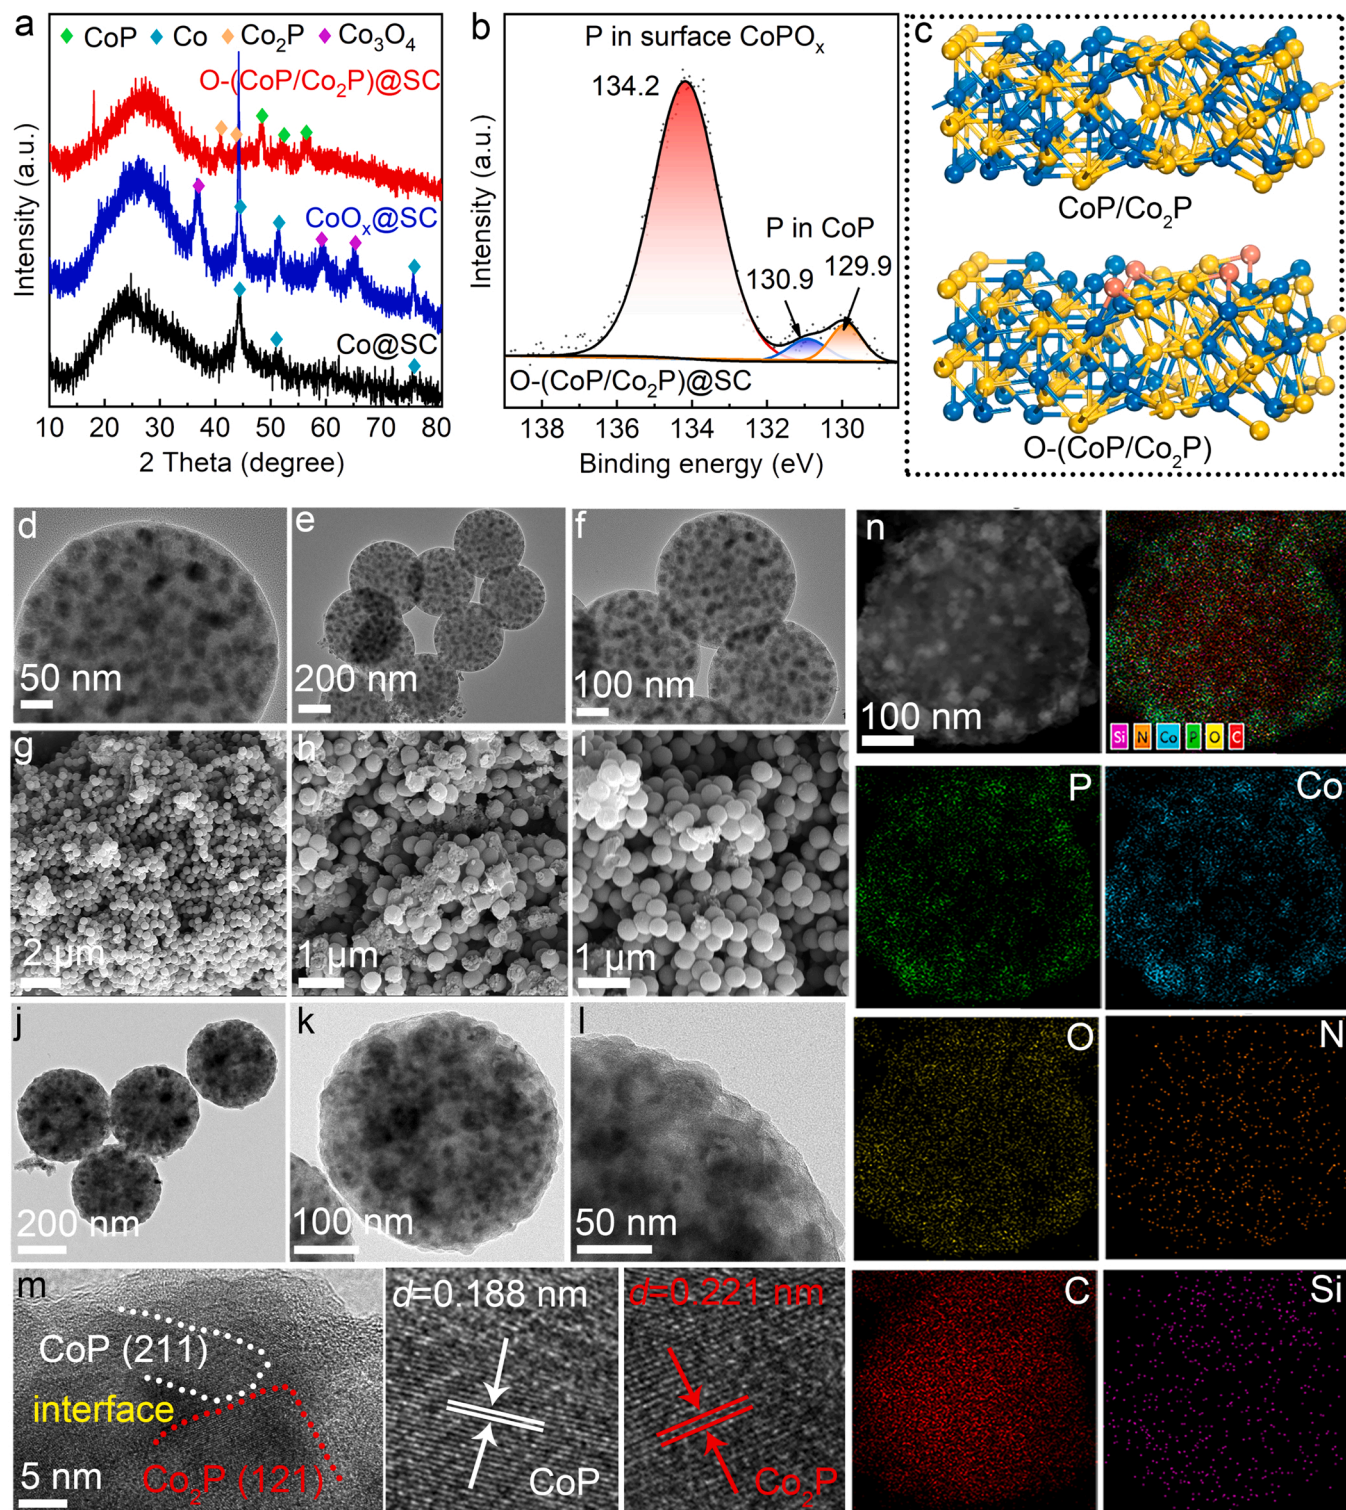 a
CoP Co Co₂P Co₃O₄
O-(CoP/Co₂P)@SC
CoOₓ@SC
Co@SC
Intensity (a.u.)
10 20 30 40 50 60 70 80
2 Theta (degree)
b
P in surface CoPOₓ
134.2
P in CoP
130.9
129.9
O-(CoP/Co₂P)@SC
Intensity (a.u.)
138 136 134 132 130
Binding energy (eV)
c
CoP/Co₂P
O-(CoP/Co₂P)
d
50 nm
e
200 nm
f
100 nm
g
2 µm
h
1 µm
i
1 µm
j
200 nm
k
100 nm
l
50 nm
m
CoP (211)
interface
Co₂P (121)
5 nm
d=0.188 nm
CoP
d=0.221 nm
Co₂P
n
100 nm
Si N Co P O C
P
Co
O
N
C
Si